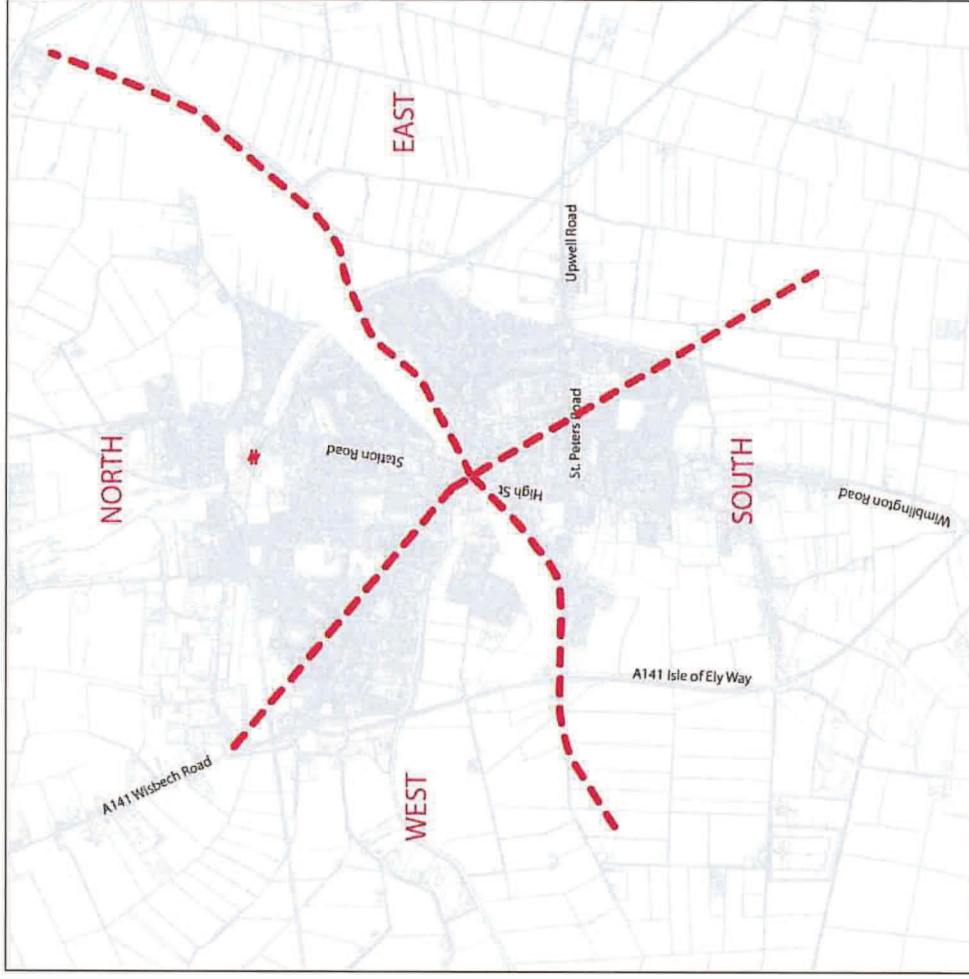 NORTH
EAST
Station Road
Upwell Road
High St
St. Peters Road
A141 Wisbech Road
WEST
SOUTH
A141 Isle of Ely Way
Wimblington Road